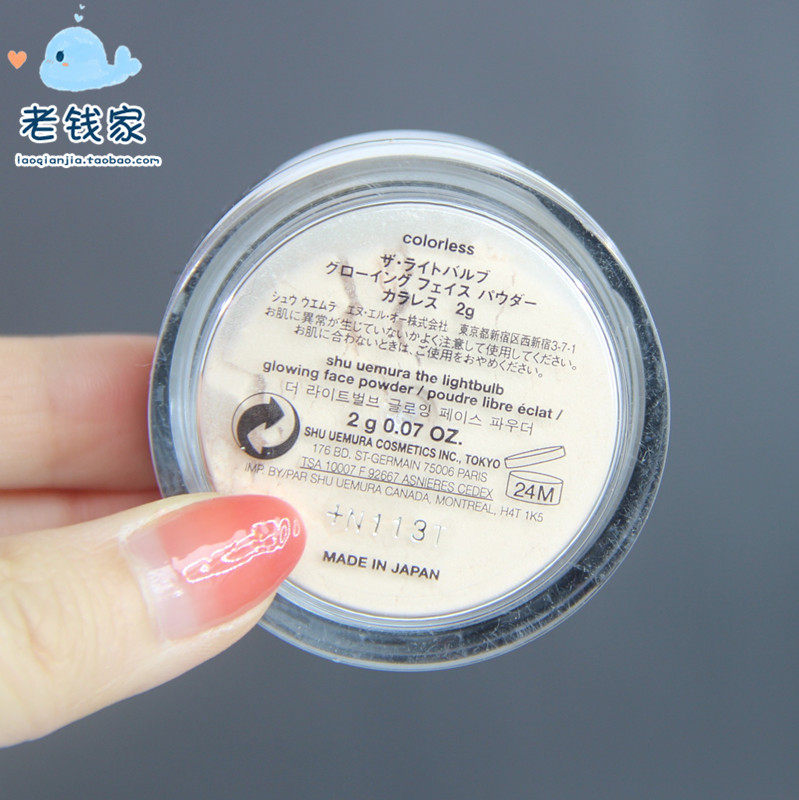 老钱家
laoqianjia.taobao.com
colorless
ザ・ライトバルブ
グローイング フェイス パウダー
カラレス 2g
シュウ ウエムラ エヌ・エル・オー株式会社 東京都新宿区西新宿3-7-1
お肌に異常が生じていないかよく注意して使用してください。
お肌に合わないときは、ご使用をおやめください。
shu uemura the lightbulb
glowing face powder / poudre libre éclat /
더 라이트벌브 글로잉 페이스 파우더
2 g 0.07 OZ.
SHU UEMURA COSMETICS INC., TOKYO
176 BD. ST-GERMAIN 75006 PARIS
TSA 10007 F 92667 ASNIERES CEDEX
IMP. BY/PAR SHU UEMURA CANADA, MONTREAL, H4T 1K5
24M
+N113T
MADE IN JAPAN